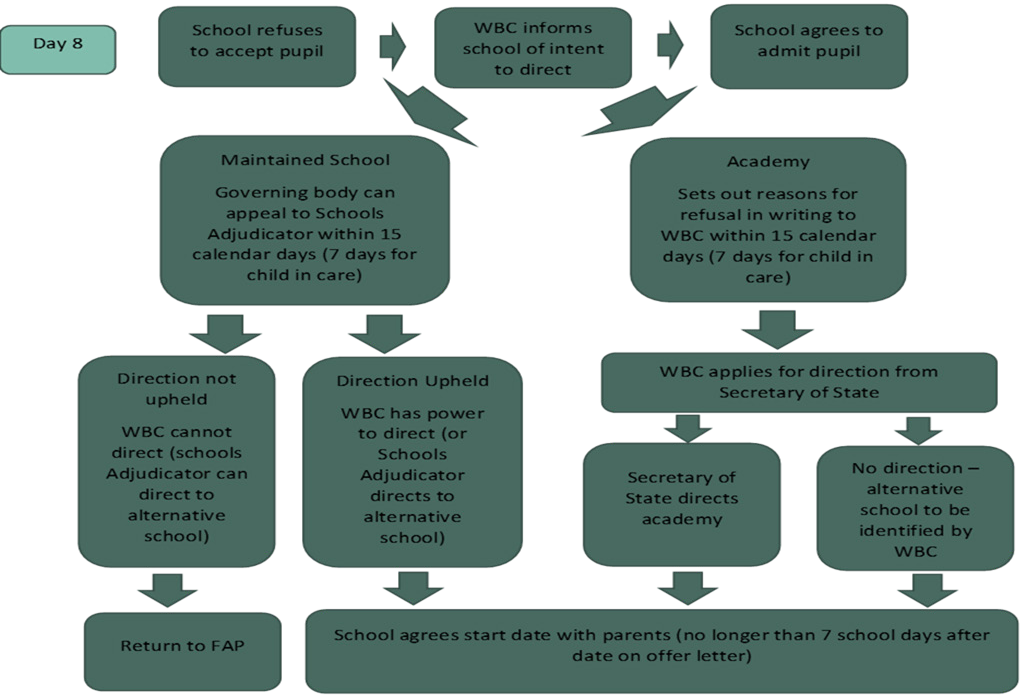 Day 8
School refuses
to accept pupil
WBC informs
school of intent
to direct
School agrees to
admit pupil
Maintained School
Governing body can
appeal to Schools
Adjudicator within 15
calendar days (7 days for
child in care)
Academy
Sets out reasons for
refusal in writing to
WBC within 15 calendar
days (7 days for child in
care)
Direction not
upheld
WBC cannot
direct (schools
Adjudicator can
direct to
alternative
school)
Direction Upheld
WBC has power
to direct (or
Schools
Adjudicator
directs to
alternative
school)
WBC applies for direction from
Secretary of State
Secretary of
State directs
academy
No direction –
alternative
school to be
identified by
WBC
Return to FAP
School agrees start date with parents (no longer than 7 school days after
date on offer letter)